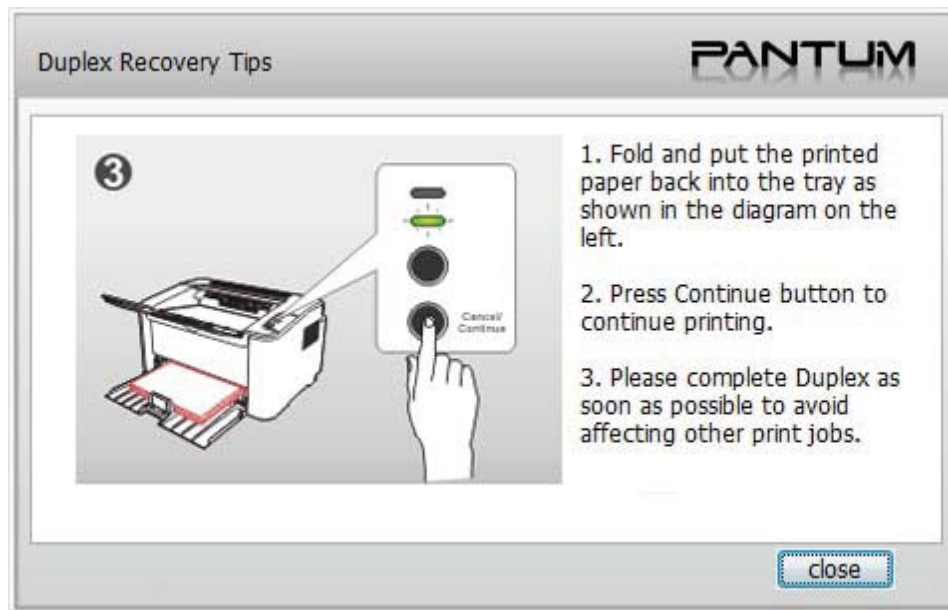 Duplex Recovery Tips
PANTUM
3
Cancel/
Continue
1. Fold and put the printed
paper back into the tray as
shown in the diagram on the
left.
2. Press Continue button to
continue printing.
3. Please complete Duplex as
soon as possible to avoid
affecting other print jobs.
close